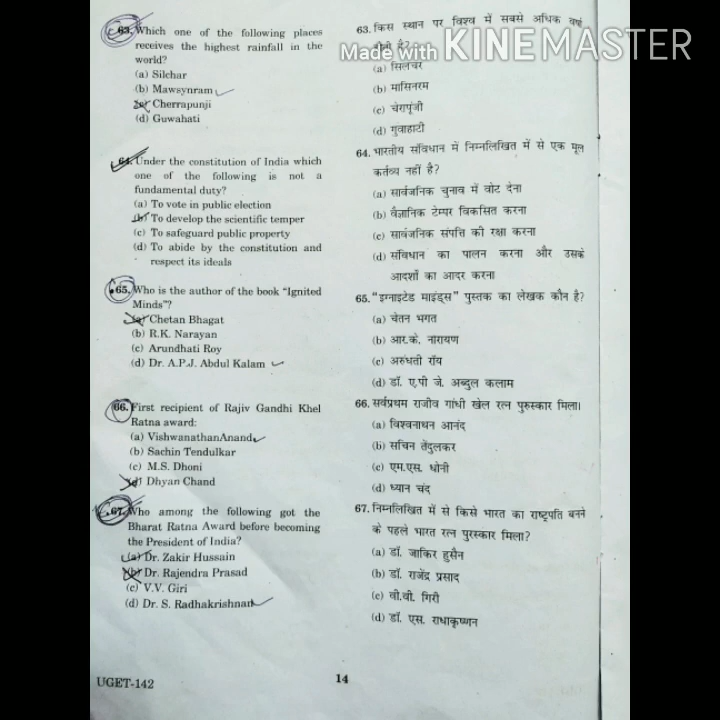 63. Which one of the following places
receives the highest rainfall in the
world?
(a) Silchar
(b) Mawsynram
(c) Cherrapunji
(d) Guwahati
64. Under the constitution of India which
one of the following is not a
fundamental duty?
(a) To vote in public election
(b) To develop the scientific temper
(c) To safeguard public property
(d) To abide by the constitution and
respect its ideals
65. Who is the author of the book "Ignited
Minds"?
(a) Chetan Bhagat
(b) R.K. Narayan
(c) Arundhati Roy
(d) Dr. A.P.J. Abdul Kalam
66. First recipient of Rajiv Gandhi Khel
Ratna award:
(a) VishwanathanAnand
(b) Sachin Tendulkar
(c) M.S. Dhoni
(d) Dhyan Chand
67. Who among the following got the
Bharat Ratna Award before becoming
the President of India?
(a) Dr. Zakir Hussain
(b) Dr. Rajendra Prasad
(c) V.V. Giri
(d) Dr. S. Radhakrishnan
63. किस स्थान पर विश्व में सबसे अधिक वर्षा
Made with KINEMASTER
(a) सिलचर
(b) मासिनरम
(c) चेरापूंजी
(d) गुवाहाटी
64. भारतीय संविधान में निम्नलिखित में से एक मूल
कर्तव्य नहीं है?
(a) सार्वजनिक चुनाव में वोट देना
(b) वैज्ञानिक टेम्पर विकसित करना
(c) सार्वजनिक संपत्ति की रक्षा करना
(d) संविधान का पालन करना और उसके
आदर्शों का आदर करना
65. "इग्नाइटेड माइंड्स" पुस्तक का लेखक कौन है?
(a) चेतन भगत
(b) आर.के. नारायण
(c) अरुंधती रॉय
(d) डॉ. ए.पी जे. अब्दुल कलाम
66. सर्वप्रथम राजीव गांधी खेल रत्न पुरुस्कार मिला।
(a) विश्वनाथन आनंद
(b) सचिन तेंदुलकर
(c) एम.एस. धोनी
(d) ध्यान चंद
67. निम्नलिखित में से किसे भारत का राष्ट्रपति बनने
के पहले भारत रत्न पुरस्कार मिला?
(a) डॉ. जाकिर हुसैन
(b) डॉ. राजेंद्र प्रसाद
(c) वी.वी. गिरी
(d) डॉ. एस. राधाकृष्णन
UGET-142
14